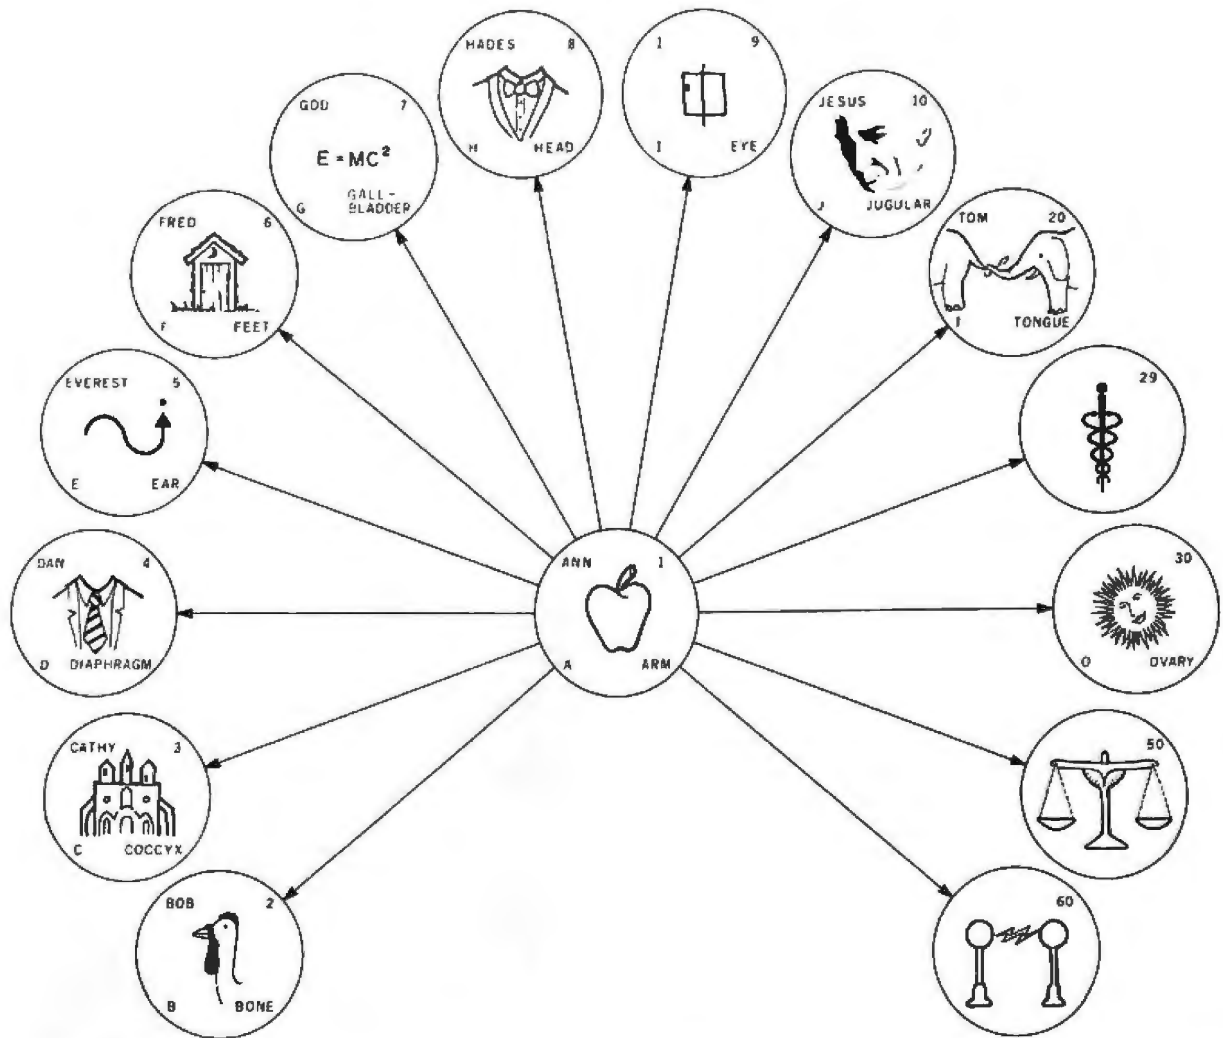 HADES 8
H HEAD
1 9
I EYE
GOD 7
E = MC²
G GALL-
BLADDER
JESUS 10
J JUGULAR
FRED 6
F FEET
TOM 20
T TONGUE
EVEREST 5
E EAR
29
DAN 4
D DIAPHRAGM
ANN 1
A ARM
30
O OVARY
CATHY 3
C COCCYX
50
BOB 2
B BONE
60